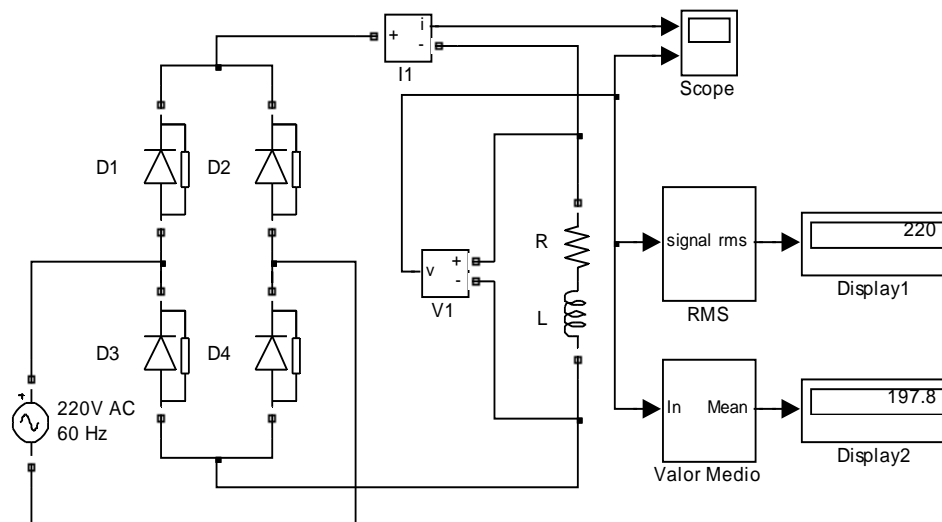 +
i
-
I1
Scope
D1
D2
v
+
-
V1
R
L
signal rms
RMS
220
Display1
D3
D4
+
220V AC
60 Hz
In
Mean
Valor Medio
197.8
Display2